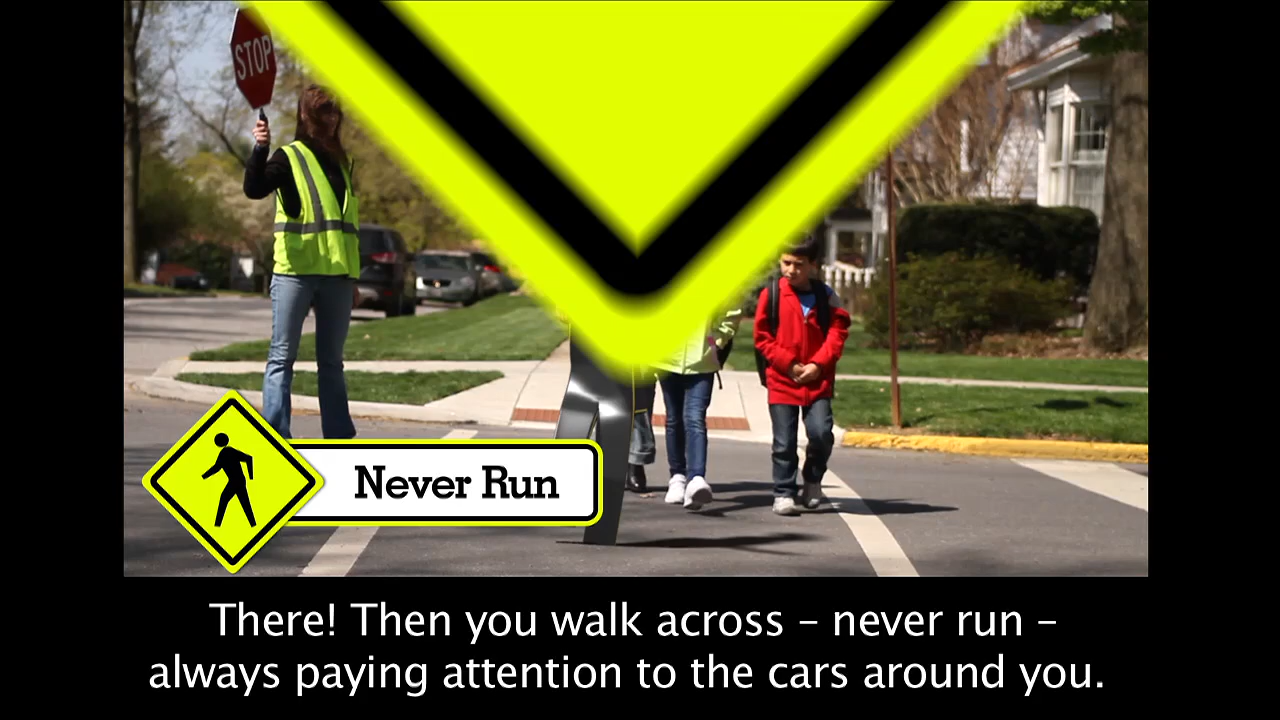 STOP
Never Run
There! Then you walk across – never run –
always paying attention to the cars around you.